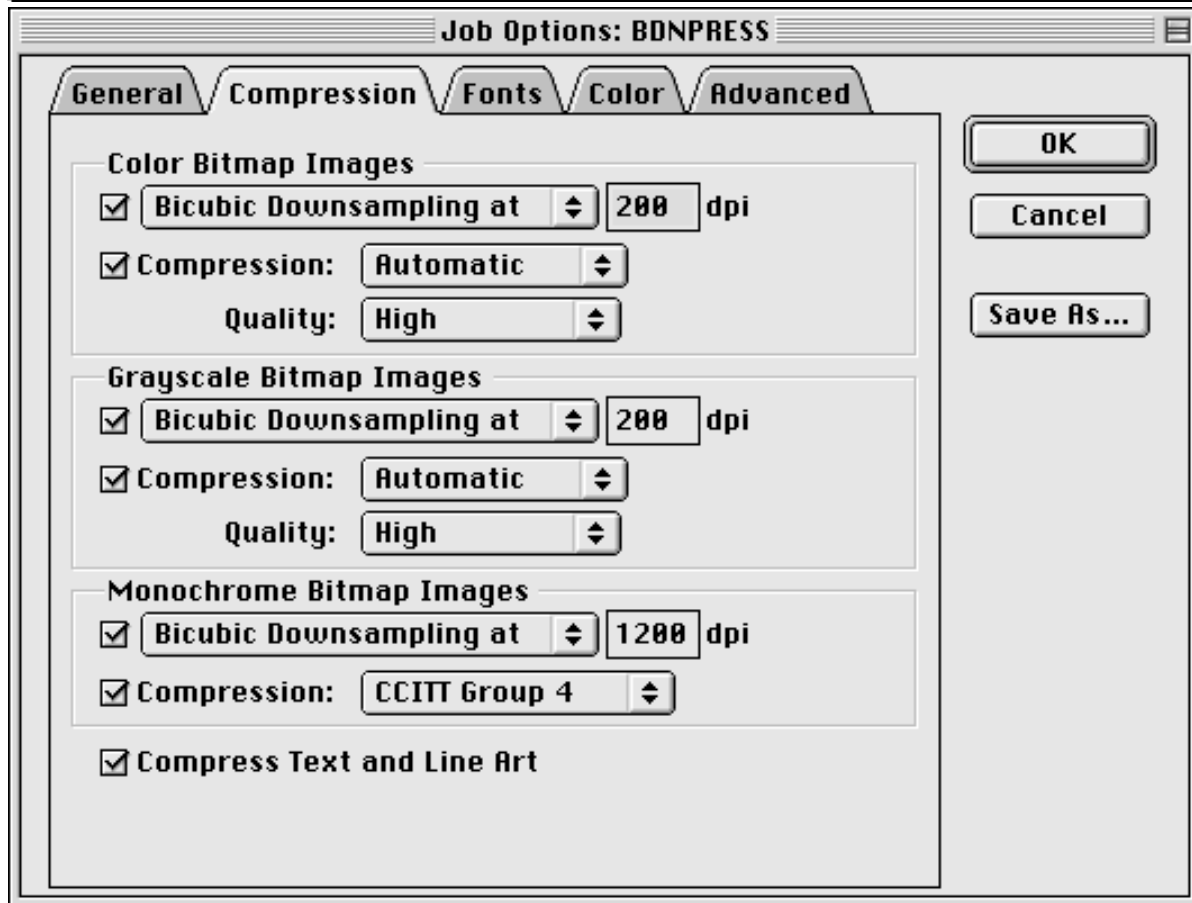 Job Options: BDNPRESS
General Compression Fonts Color Advanced
Color Bitmap Images
Bicubic Downsampling at 200 dpi
Compression: Automatic
Quality: High
Grayscale Bitmap Images
Bicubic Downsampling at 200 dpi
Compression: Automatic
Quality: High
Monochrome Bitmap Images
Bicubic Downsampling at 1200 dpi
Compression: CCITT Group 4
Compress Text and Line Art
OK
Cancel
Save As...